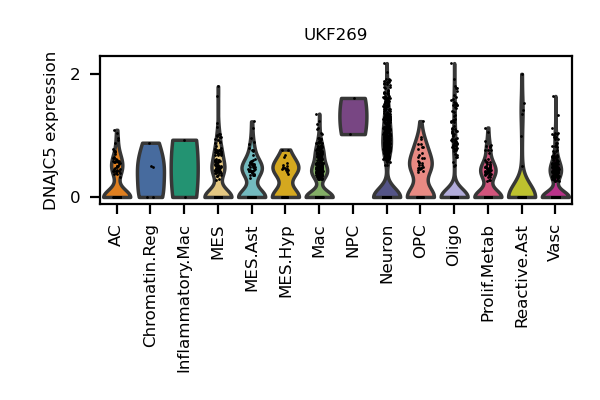 UKF269
DNAJC5 expression
2
0
AC
Chromatin.Reg
Inflammatory.Mac
MES
MES.Ast
MES.Hyp
Mac
NPC
Neuron
OPC
Oligo
Prolif.Metab
Reactive.Ast
Vasc